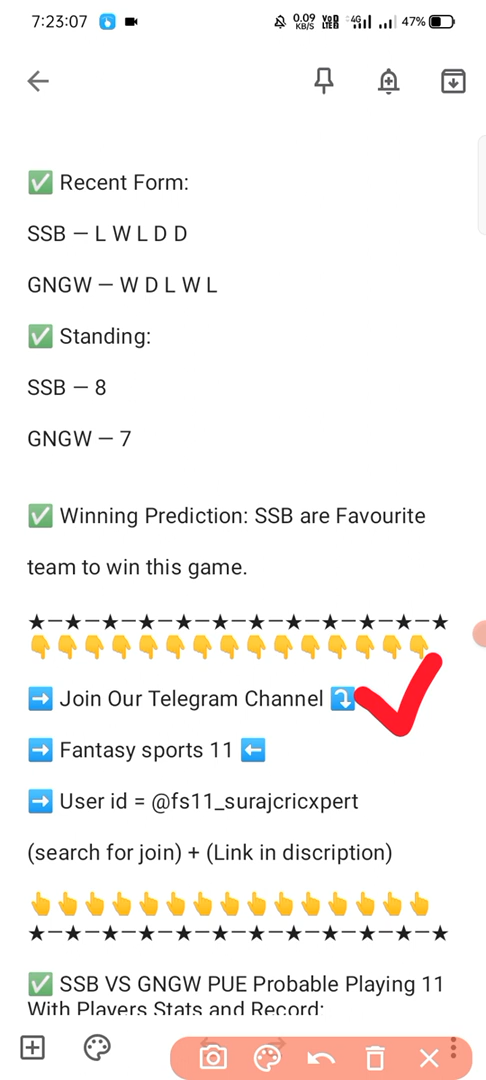 7:23:07 0.09 KB/S Vo) LTE 4G 47%
✅ Recent Form:
SSB – L W L D D
GNGW – W D L W L
✅ Standing:
SSB – 8
GNGW – 7
✅ Winning Prediction: SSB are Favourite
team to win this game.
★—★—★—★—★—★—★—★—★—★—★—★
👇👇👇👇👇👇👇👇👇👇👇👇👇👇👇
➡️ Join Our Telegram Channel ⤵️
➡️ Fantasy sports 11 ⬅️
➡️ User id = @fs11_surajcricxpert
(search for join) + (Link in discription)
👆👆👆👆👆👆👆👆👆👆👆👆👆👆👆
★—★—★—★—★—★—★—★—★—★—★—★
✅ SSB VS GNGW PUE Probable Playing 11
With Players Stats and Record: